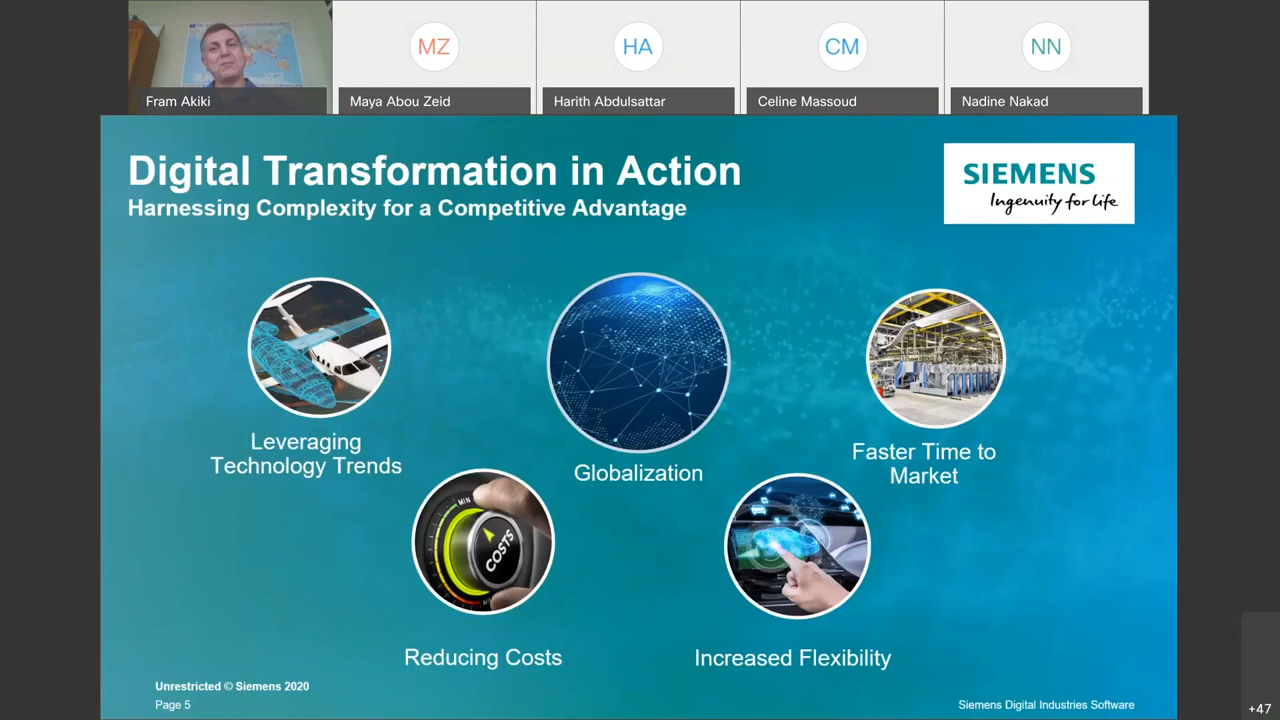 MZ
HA
CM
NN
Fram Akiki
Maya Abou Zeid
Harith Abdulsattar
Celine Massoud
Nadine Nakad
Digital Transformation in Action
Harnessing Complexity for a Competitive Advantage
SIEMENS
Ingenuity for life
Leveraging
Technology Trends
Globalization
Faster Time to
Market
MIN
COSTS
Reducing Costs
Increased Flexibility
Unrestricted © Siemens 2020
Page 5
Siemens Digital Industries Software
+47